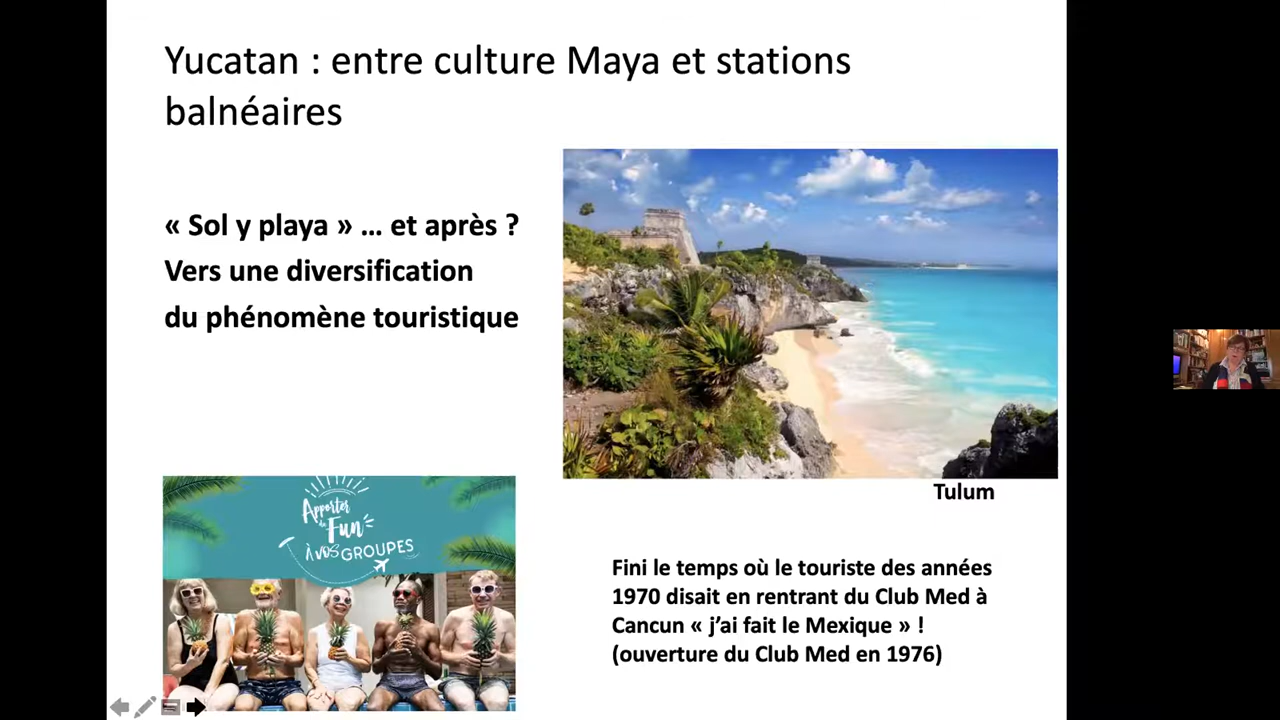 Yucatan : entre culture Maya et stations
balnéaires
« Sol y playa » … et après ?
Vers une diversification
du phénomène touristique
Tulum
Apporter
du
Fun
À VOS GROUPES
Fini le temps où le touriste des années
1970 disait en rentrant du Club Med à
Cancun « j’ai fait le Mexique » !
(ouverture du Club Med en 1976)